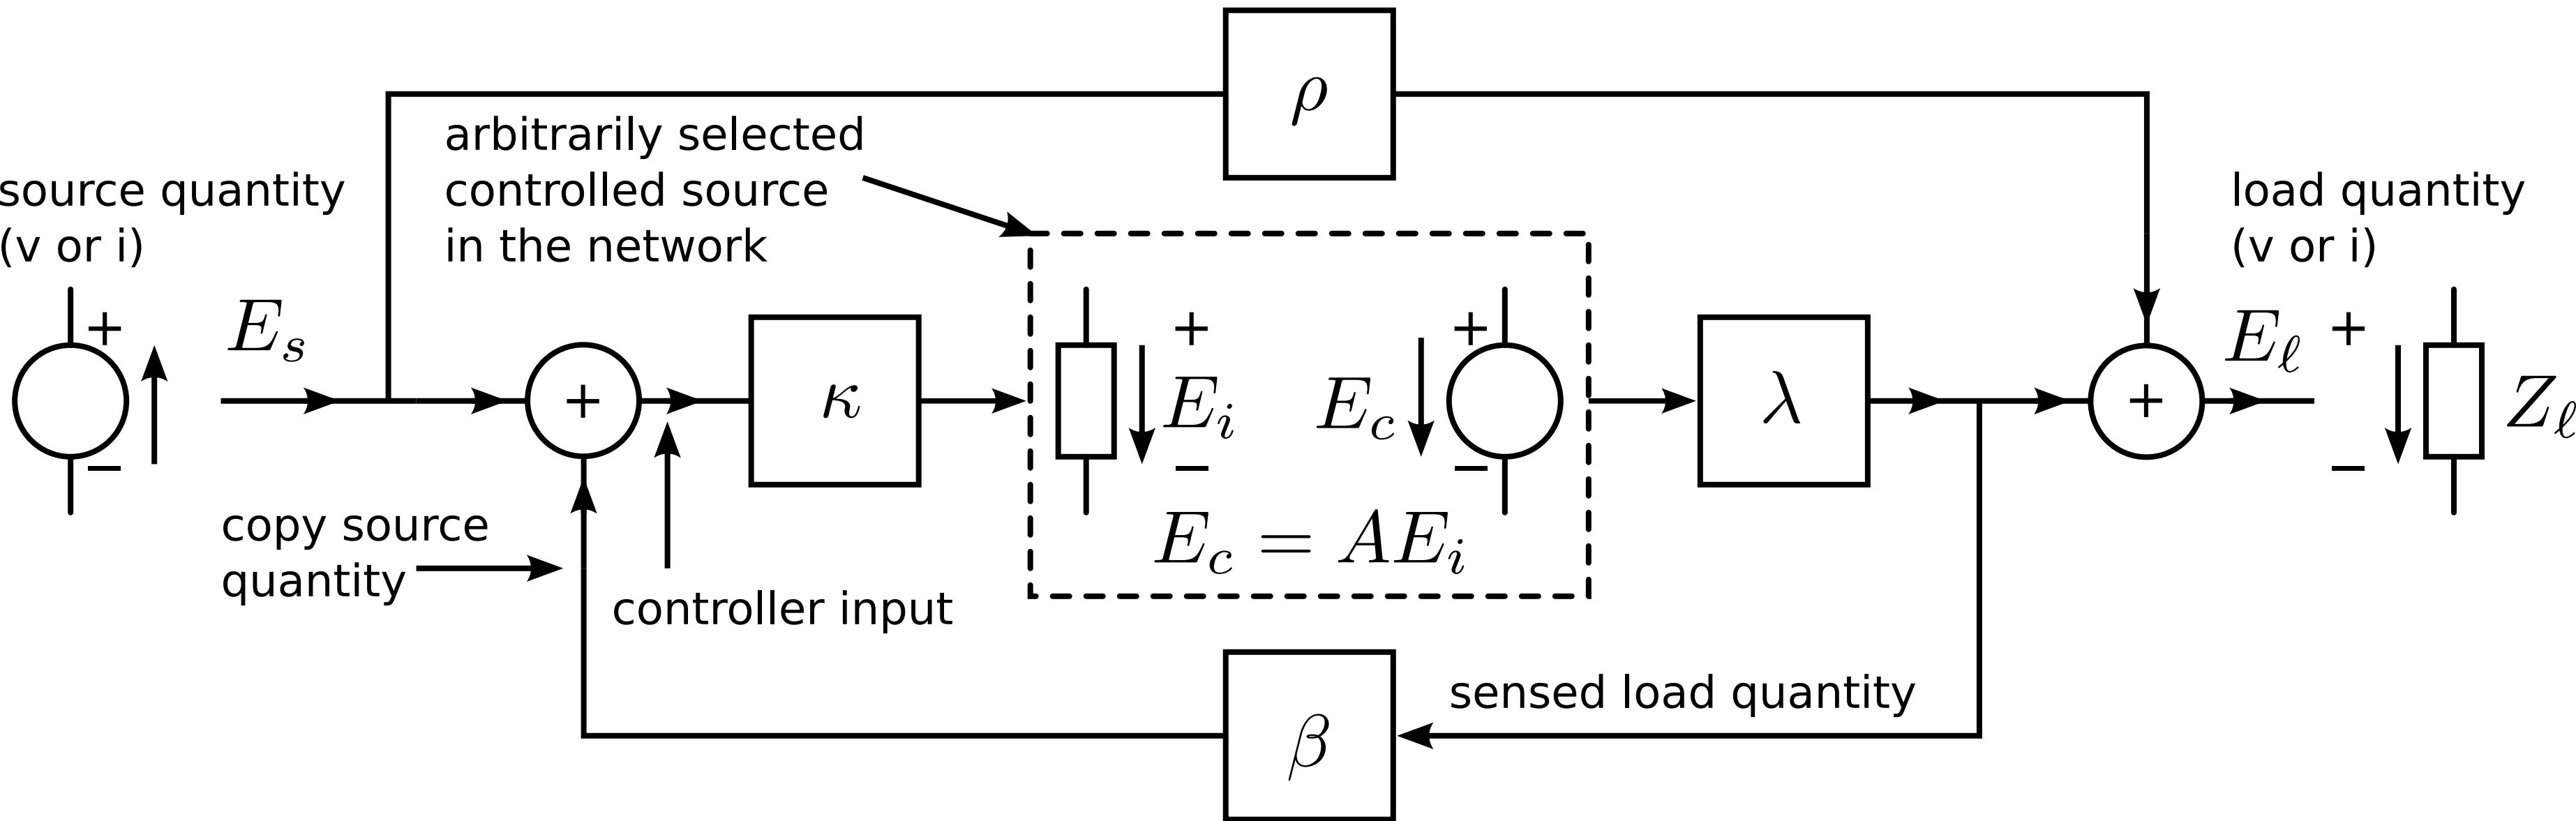 ρ
arbitrarily selected
controlled source
in the network
source quantity
(v or i)
load quantity
(v or i)
+
E_s
−
+
κ
+
E_i
−
+
E_c
−
E_c = AE_i
λ
+
E_ℓ
+
−
Z_ℓ
copy source
quantity
controller input
sensed load quantity
β